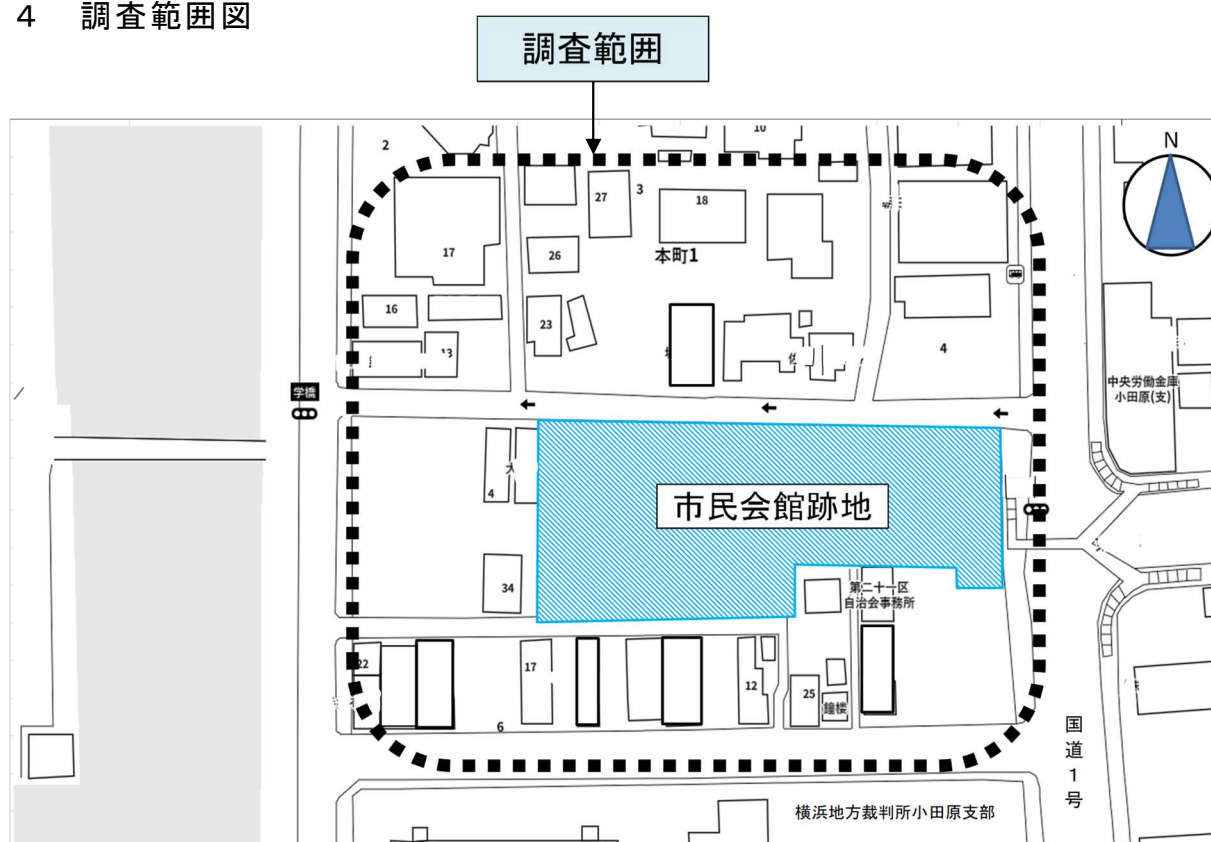 4 調査範囲図
調査範囲
N
2
10
27
3
18
17
26
本町1
16
23
13
4
学橋
中央労働金庫
小田原(支)
大
4
市民会館跡地
34
第二十一区
自治会事務所
22
17
12
25
鐘楼
6
国道1号
横浜地方裁判所小田原支部